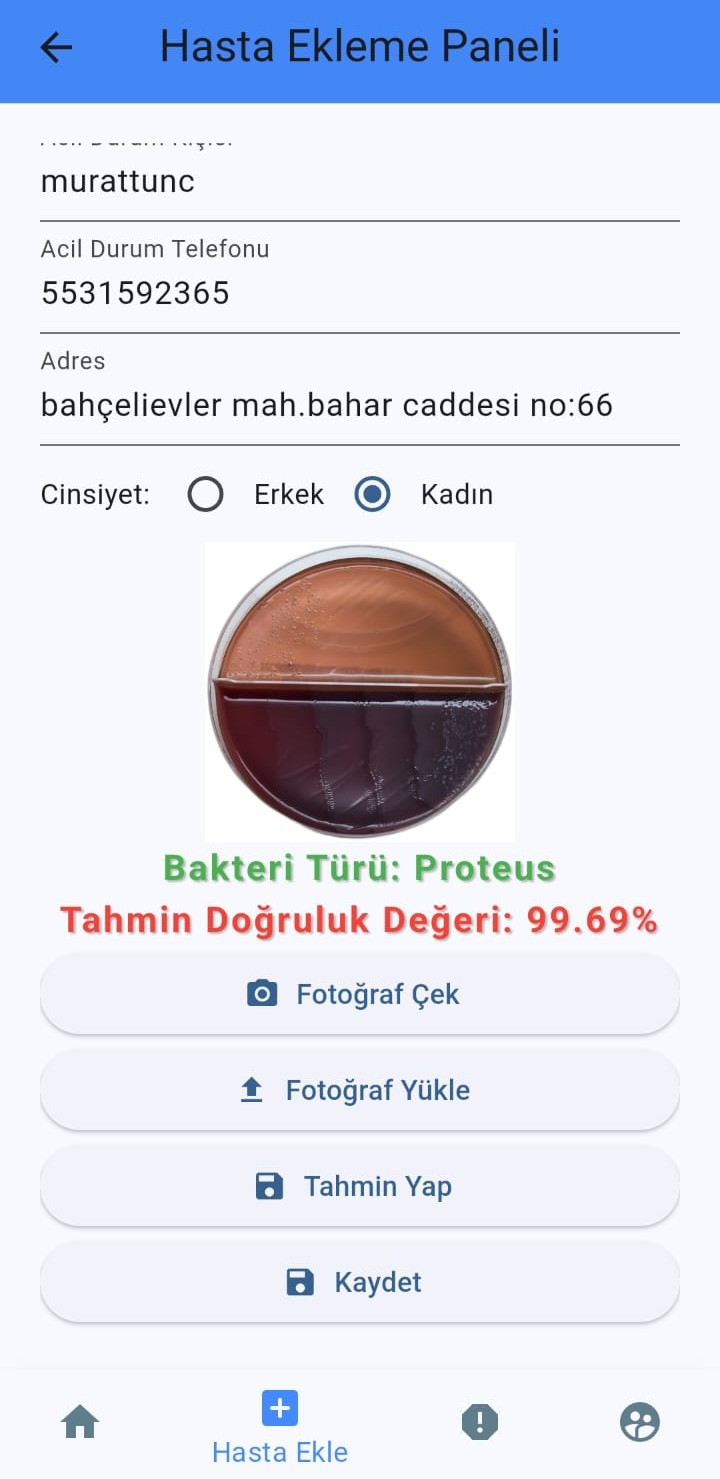 Hasta Ekleme Paneli
murattunc
Acil Durum Telefonu
5531592365
Adres
bahçelievler mah.bahar caddesi no:66
Cinsiyet: Erkek Kadın
Bakteri Türü: Proteus
Tahmin Doğruluk Değeri: 99.69%
Fotoğraf Çek
Fotoğraf Yükle
Tahmin Yap
Kaydet
Hasta Ekle